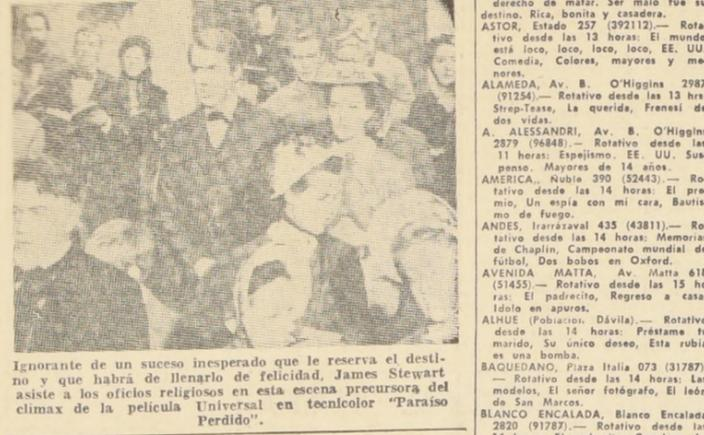 Ignorante de un suceso inesperado que le reserva el desti-
no y que habrá de llenarlo de felicidad, James Stewart
asiste a los oficios religiosos en esta escena precursora del
climax de la película Universal en tecnicolor "Paraíso
Perdido".
derecho de matar. Ser malo fue su
destino. Rica, bonita y casadera.
ASTOR, Estado 257 (392112).— Rota-
tivo desde las 13 horas: El mundo
está loco, loco, loco, loco, EE. UU.
Comedia, Colores, mayores y me-
nores.
ALAMEDA, Av. B. O'Higgins 2987
(91254).— Rotativo desde las 13 hrs
Strep-Tease, La querida, Frenesí de
dos vidas.
A. ALESSANDRI, Av. B. O'Higgins
2879 (96848).— Rotativo desde las
11 horas: Espejismo. EE. UU. Sus
penso. Mayores de 14 años.
AMERICA, Ñuble 390 (52443).— Ro-
tativo desde las 14 horas: El pre
mio, Un espía con mi cara, Bautis
mo de fuego.
ANDES, Irarrázaval 435 (43811).— Ro
tativo desde las 14 horas: Memorias
de Chaplin, Campeonato mundial de
fútbol, Dos bobos en Oxford.
AVENIDA MATTA, Av. Matta 618
(51455).— Rotativo desde las 15 ho
ras: El padrecito, Regreso a casa
Idolo en apuros.
ALHUE (Poblacion Dávila).— Rotativo
desde las 14 horas: Préstame tu
marido, Su único deseo, Esta rubia
es una bomba.
BAQUEDANO, Plaza Italia 073 (31787)
— Rotativo desde las 14 horas: Las
modelos, El señor fotógrafo, El león
de San Marcos.
BLANCO ENCALADA, Blanco Encalada
2820 (91787).— Rotativo desde las